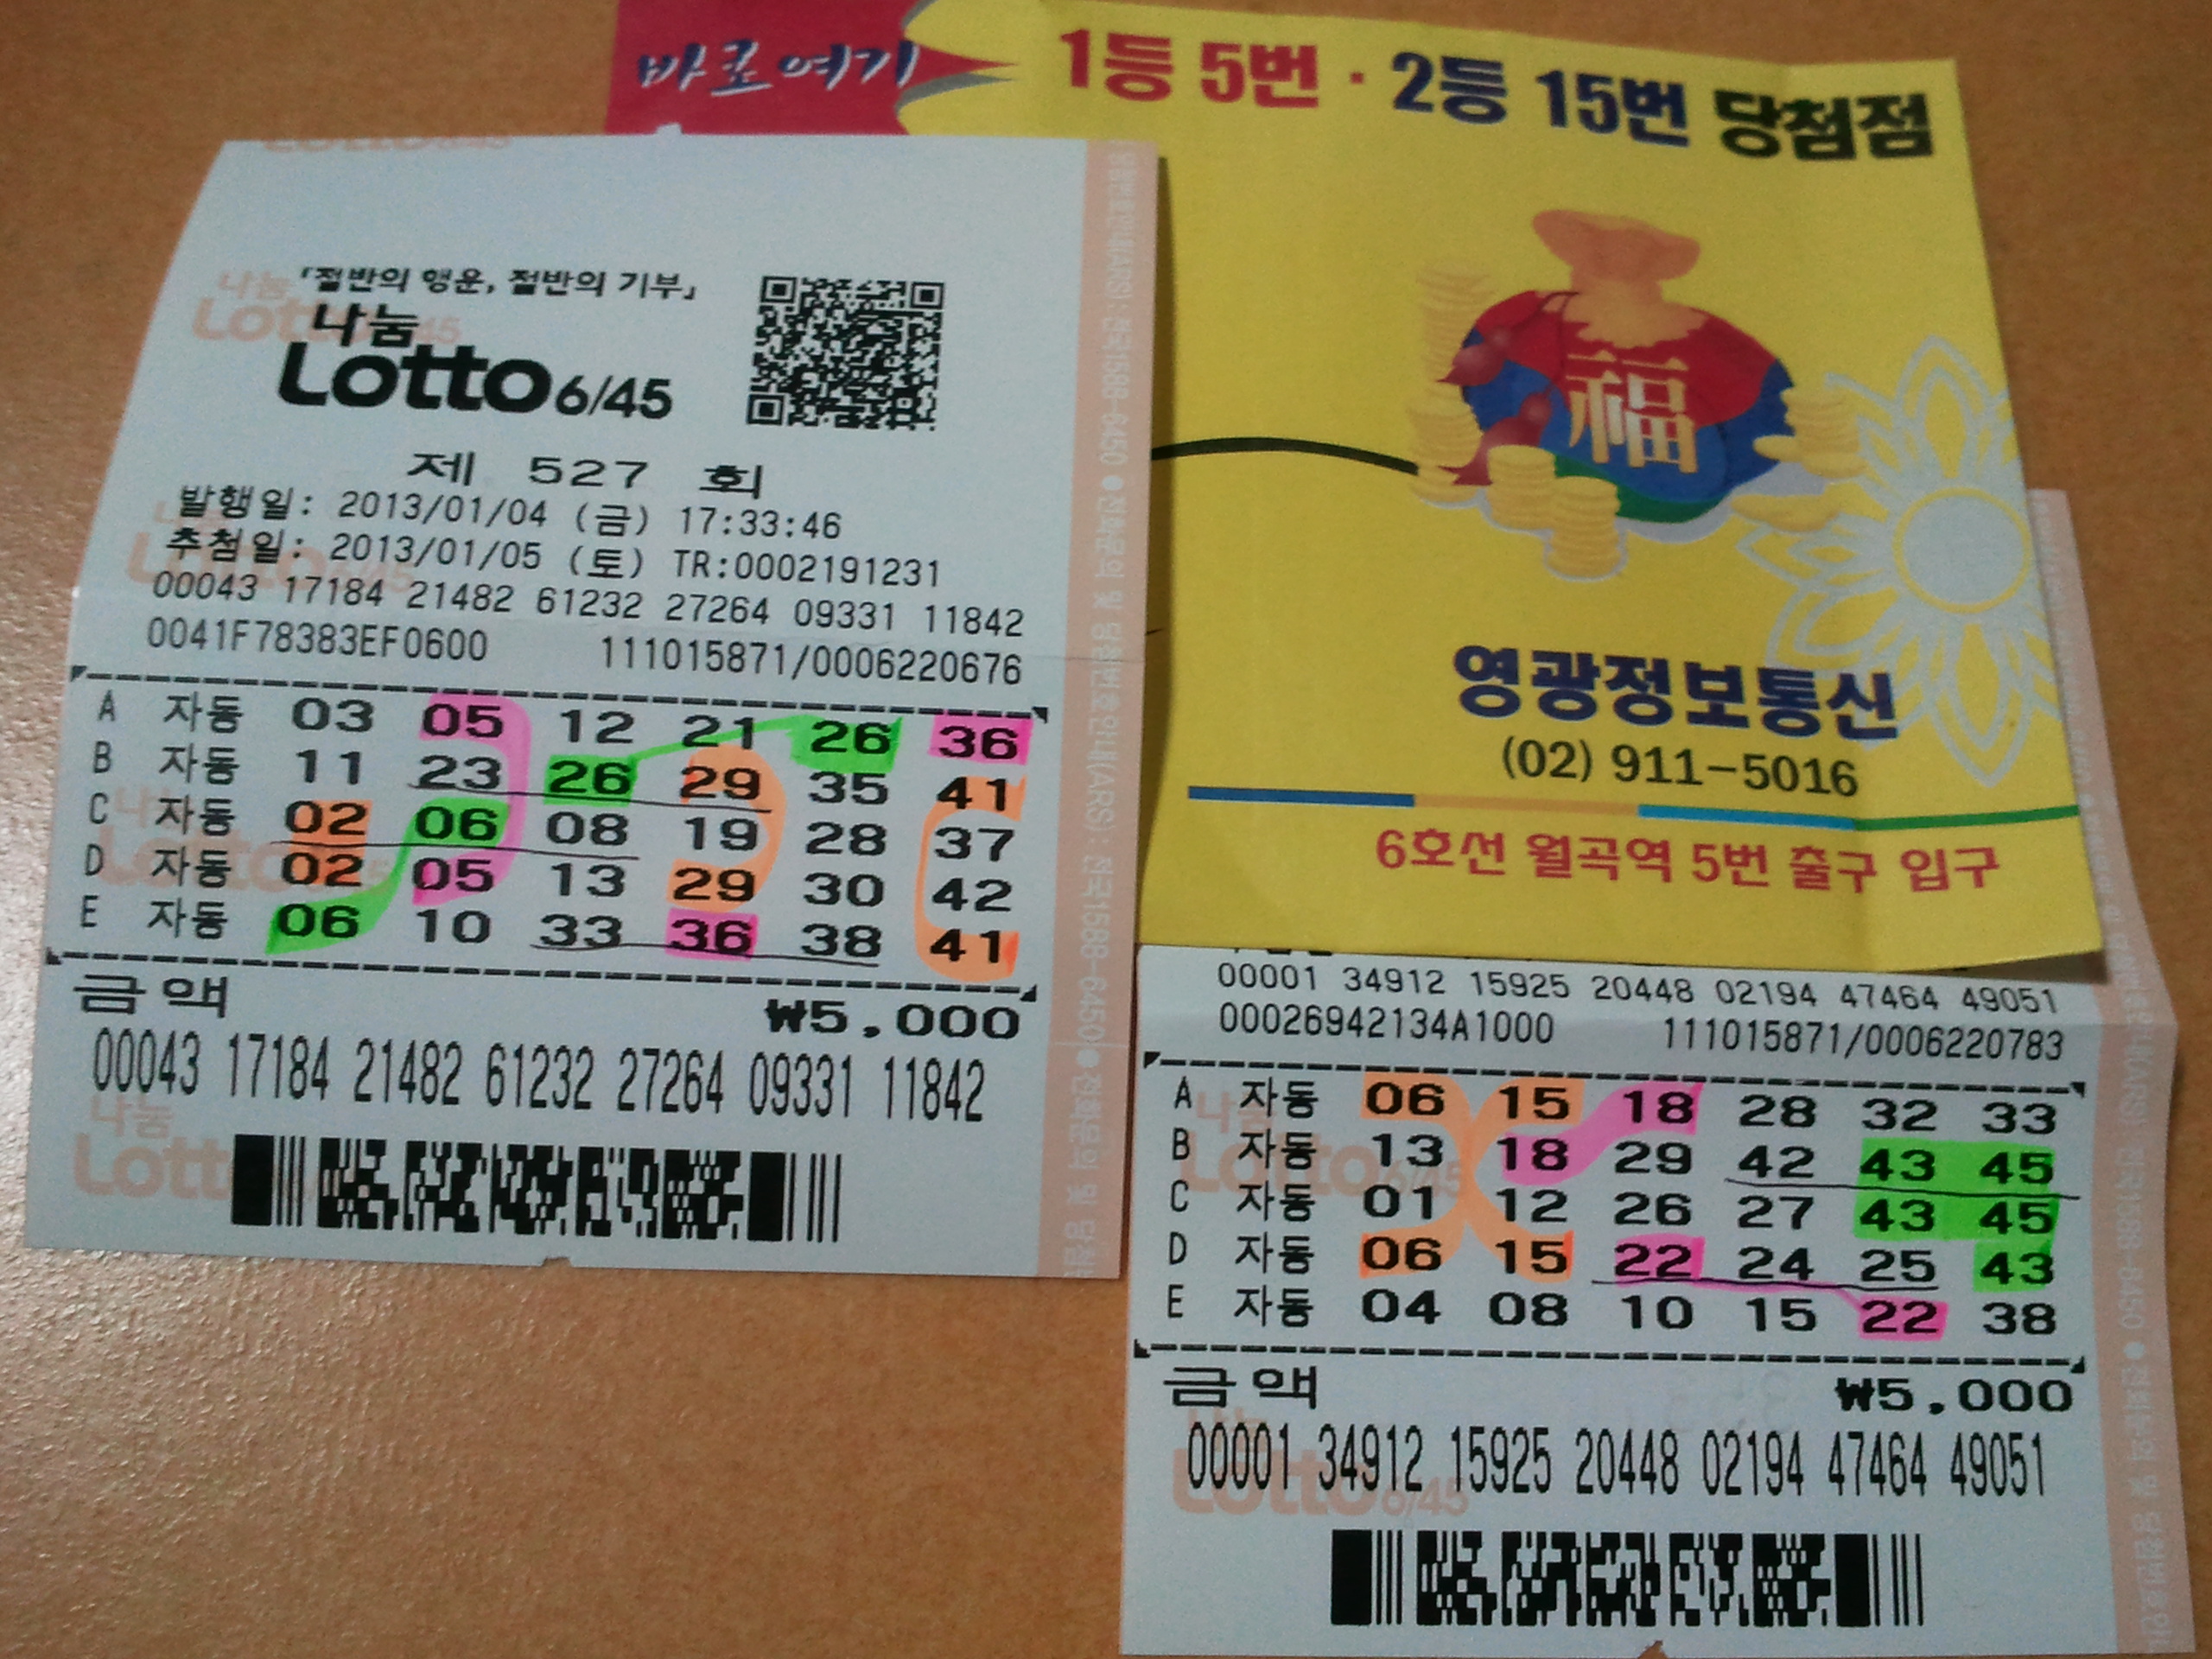 바로여기
1등 5번 · 2등 15번 당첨점
福
영광정보통신
(02) 911-5016
6호선 월곡역 5번 출구 입구
「절반의 행운, 절반의 기부」
나눔
Lotto 6/45
제 527 회
발행일: 2013/01/04 (금) 17:33:46
추첨일: 2013/01/05 (토) TR:0002191231
00043 17184 21482 61232 27264 09331 11842
0041F78383EF0600 111015871/0006220676
A 자동 03 05 12 21 26 36
B 자동 11 23 26 29 35 41
C 자동 02 06 08 19 28 37
D 자동 02 05 13 29 30 42
E 자동 06 10 33 36 38 41
금액 ₩5,000
00043 17184 21482 61232 27264 09331 11842
00001 34912 15925 20448 02194 47464 49051
00026942134A1000 111015871/0006220783
A 자동 06 15 18 28 32 33
B 자동 13 18 29 42 43 45
C 자동 01 12 26 27 43 45
D 자동 06 15 22 24 25 43
E 자동 04 08 10 15 22 38
금액 ₩5,000
00001 34912 15925 20448 02194 47464 49051